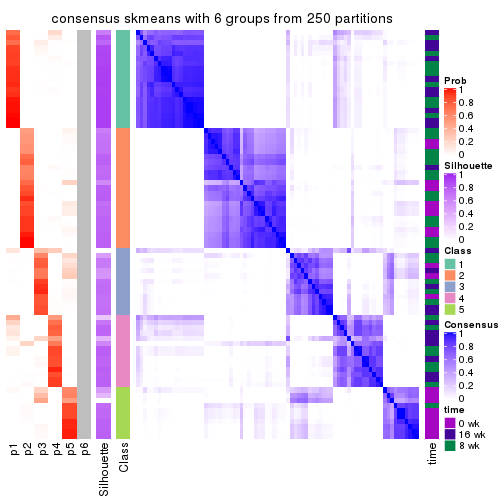 consensus skmeans with 6 groups from 250 partitions
Prob
1
0.8
0.6
0.4
0.2
0
Silhouette
1
0.8
0.6
0.4
0.2
0
Class
1
2
3
4
5
Consensus
1
0.8
0.6
0.4
0.2
0
time
0 wk
16 wk
8 wk
p1
p2
p3
p4
p5
p6
Silhouette
Class
time